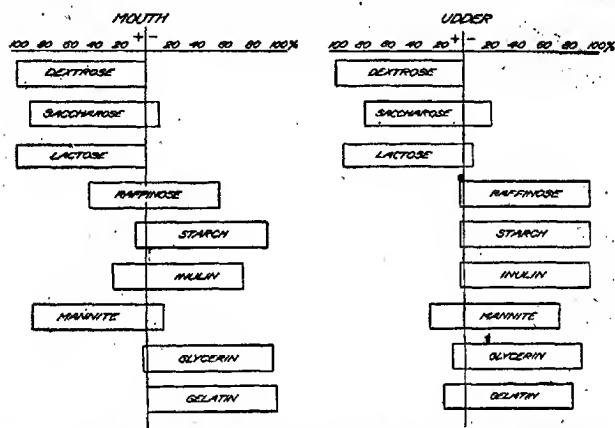 MOUTH
+ -
100 80 60 40 20 20 40 60 80 100%
DEXTROSE
SACCHAROSE
LACTOSE
RAFFINOSE
STARCH
INULIN
MANNITE
GLYCERIN
GELATIN
UDDER
+ -
100 80 60 40 20 20 40 60 80 100%
DEXTROSE
SACCHAROSE
LACTOSE
RAFFINOSE
STARCH
INULIN
MANNITE
GLYCERIN
GELATIN